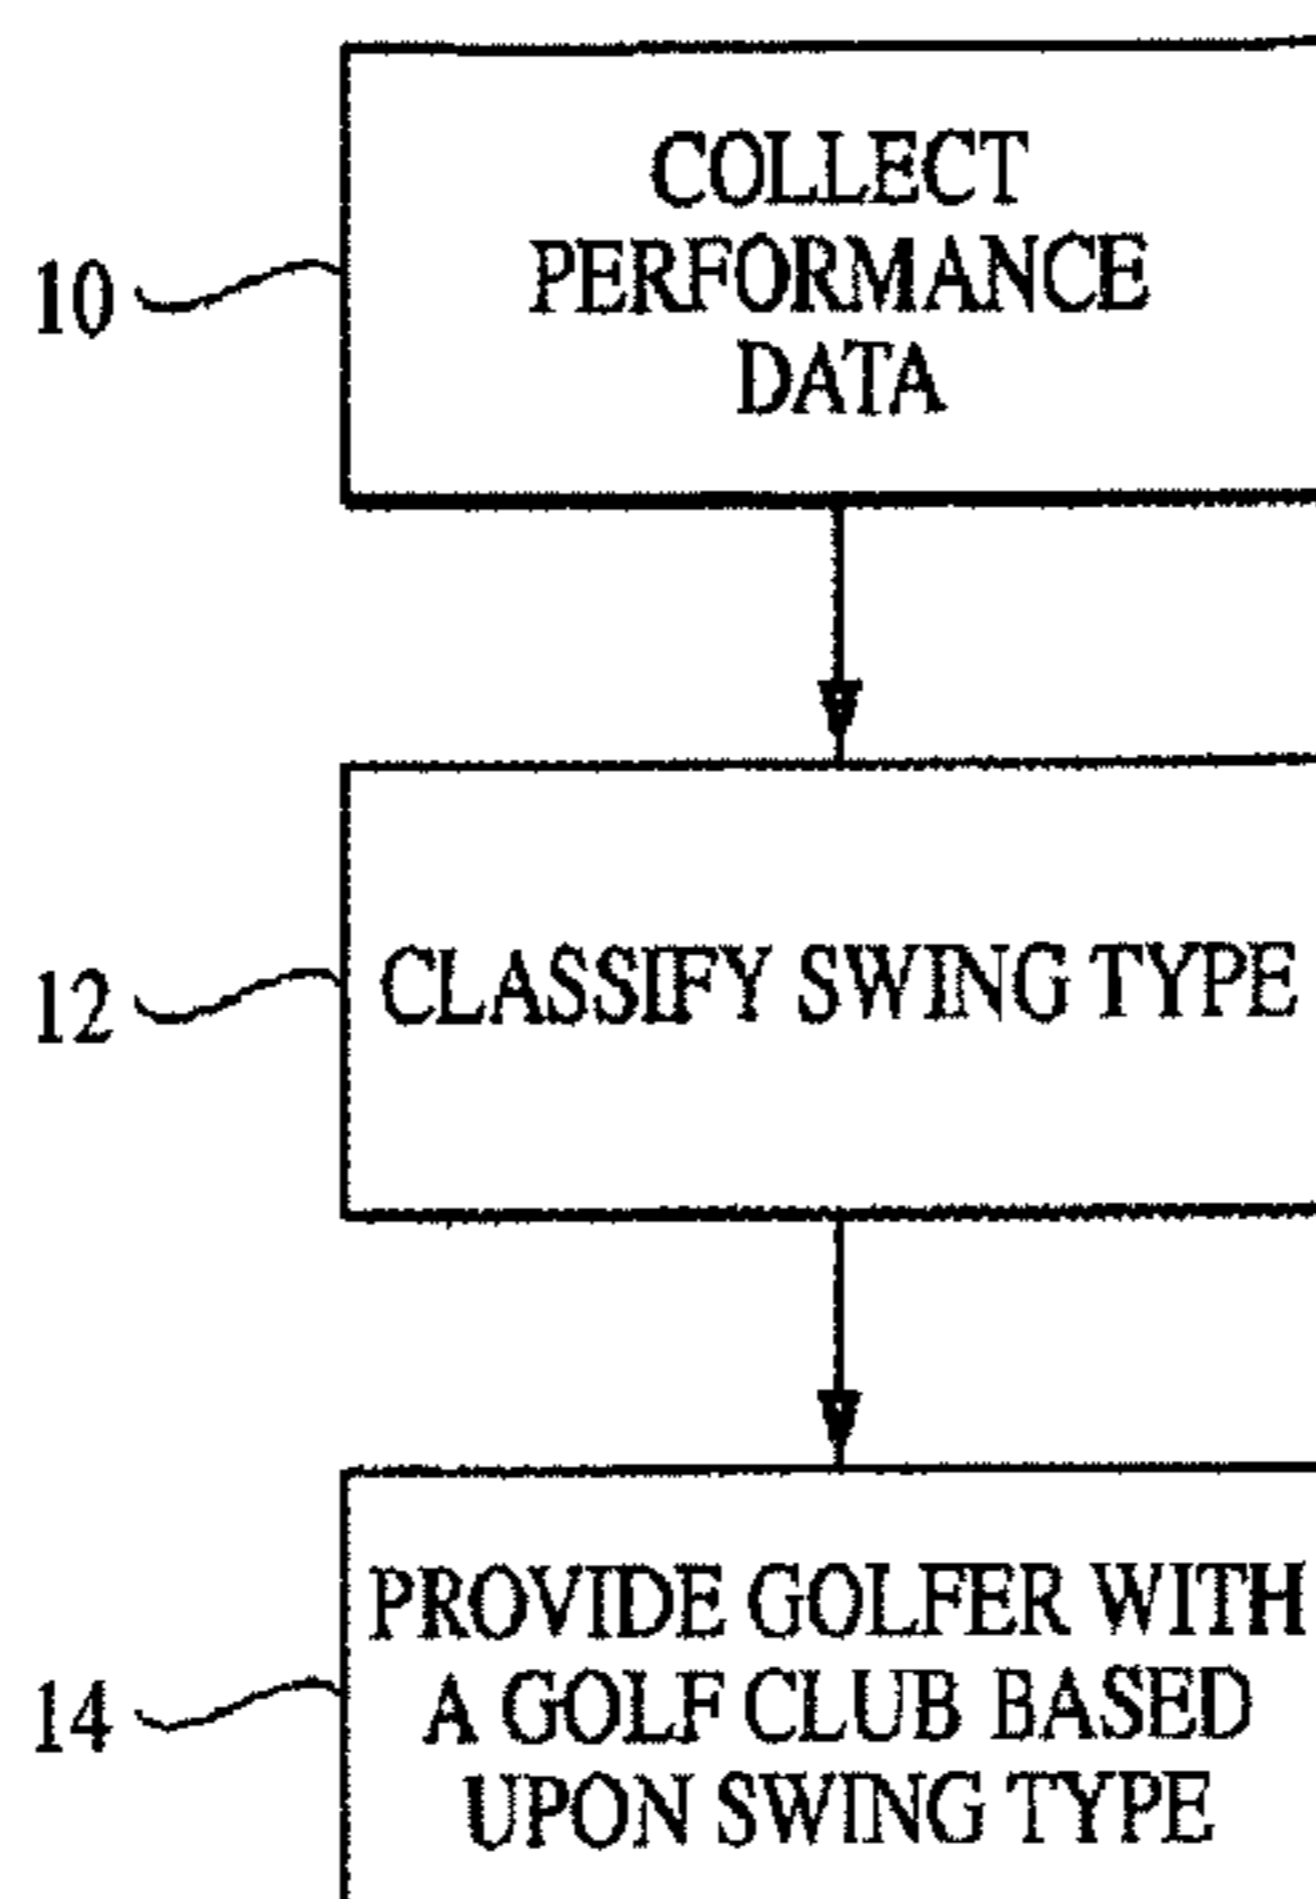 COLLECT
PERFORMANCE
DATA
10
CLASSIFY SWING TYPE
12
PROVIDE GOLFER WITH
A GOLF CLUB BASED
UPON SWING TYPE
14